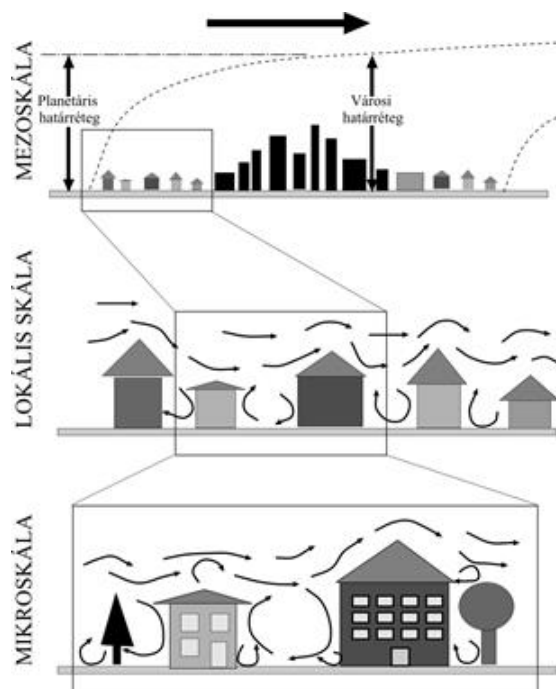 MEZOSKÁLA
Planetáris
határréteg
Városi
határréteg
LOKÁLIS SKÁLA
MIKROSKÁLA